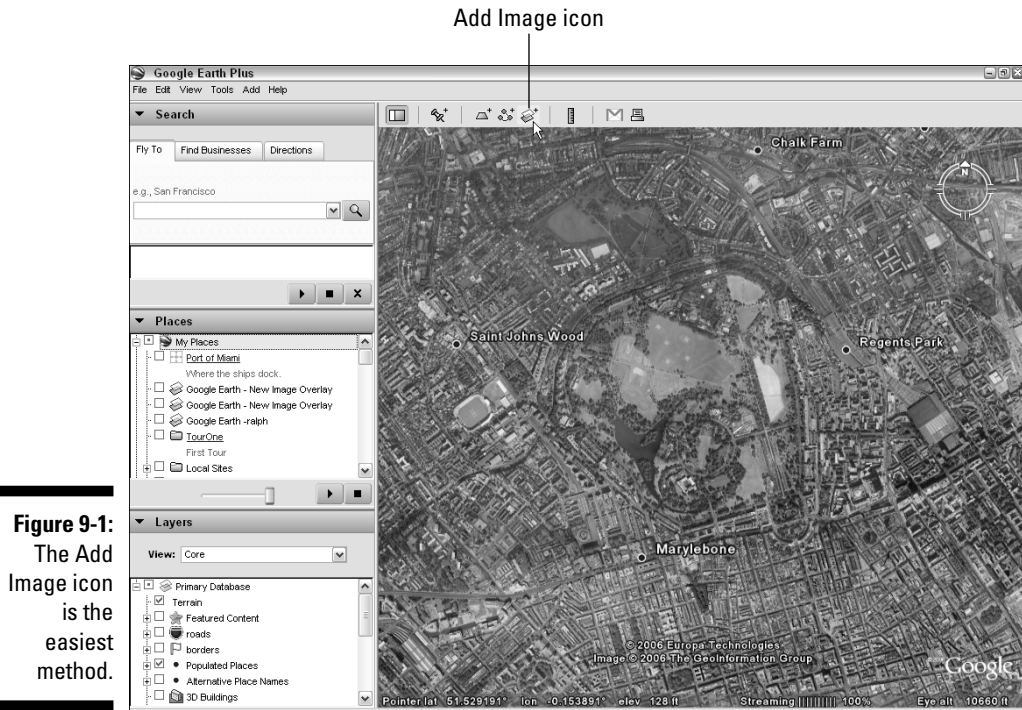 Add Image icon
Google Earth Plus
File Edit View Tools Add Help
Search
Fly To Find Businesses Directions
e.g., San Francisco
Places
My Places
Port of Miami
Where the ships dock.
Google Earth - New Image Overlay
Google Earth - New Image Overlay
Google Earth -ralph
TourOne
First Tour
Local Sites
Layers
View: Core
Primary Database
Terrain
Featured Content
roads
borders
Populated Places
Alternative Place Names
3D Buildings
Chalk Farm
N
Saint Johns Wood
Regents Park
Marylebone
© 2006 Europa Technologies
Image © 2006 The GeoInformation Group
Google
Pointer lat 51.529191° lon -0.153891° elev 128 ft Streaming |||||||||| 100% Eye alt 10660 ft
Figure 9-1:
The Add
Image icon
is the
easiest
method.